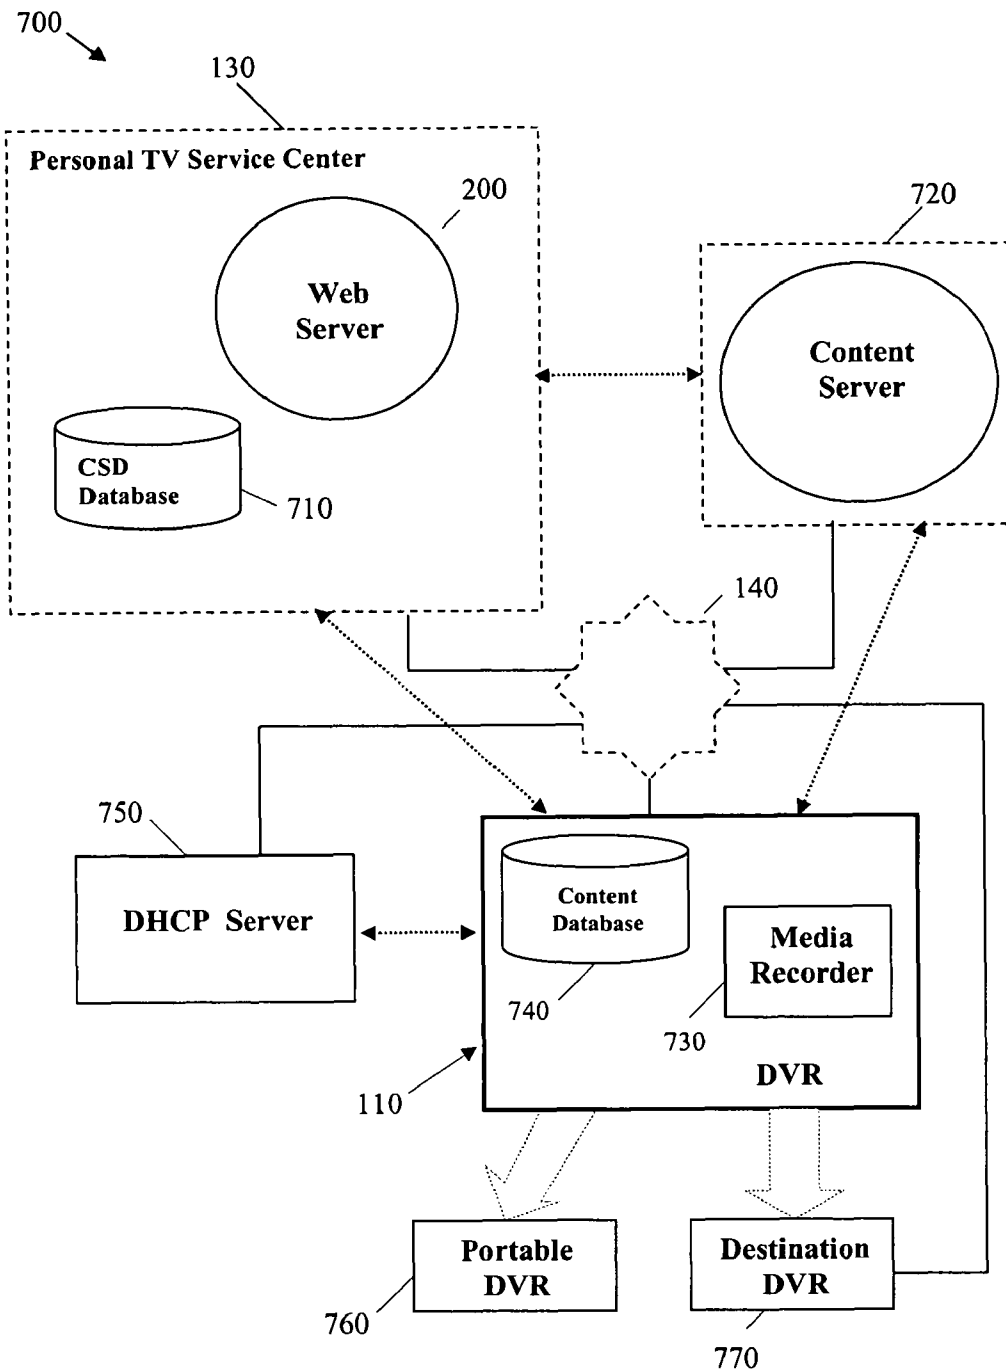 700
130
Personal TV Service Center
200
720
Web
Server
Content
Server
CSD
Database
710
140
750
DHCP Server
Content
Database
Media
Recorder
740
730
DVR
110
Portable
DVR
Destination
DVR
760
770